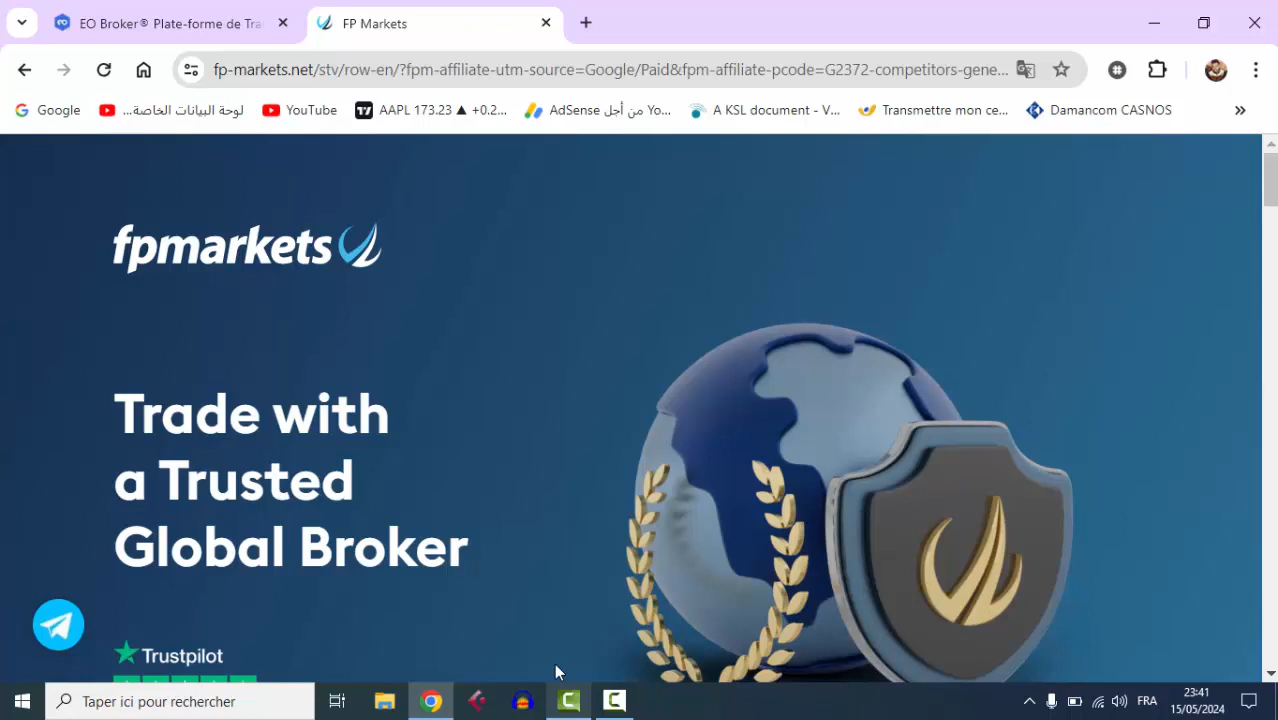 EO Broker® Plate-forme de Tra
FP Markets
fp-markets.net/stv/row-en/?fpm-affiliate-utm-source=Google/Paid&fpm-affiliate-pcode=G2372-competitors-gene...
Google
لوحة البيانات الخاصة...
YouTube
AAPL 173.23 ▲ +0.2...
AdSense من أجل Yo...
A KSL document - V...
Transmettre mon ce...
Damancom CASNOS
»
fpmarkets
Trade with
a Trusted
Global Broker
Trustpilot
Taper ici pour rechercher
FRA
23:41
15/05/2024